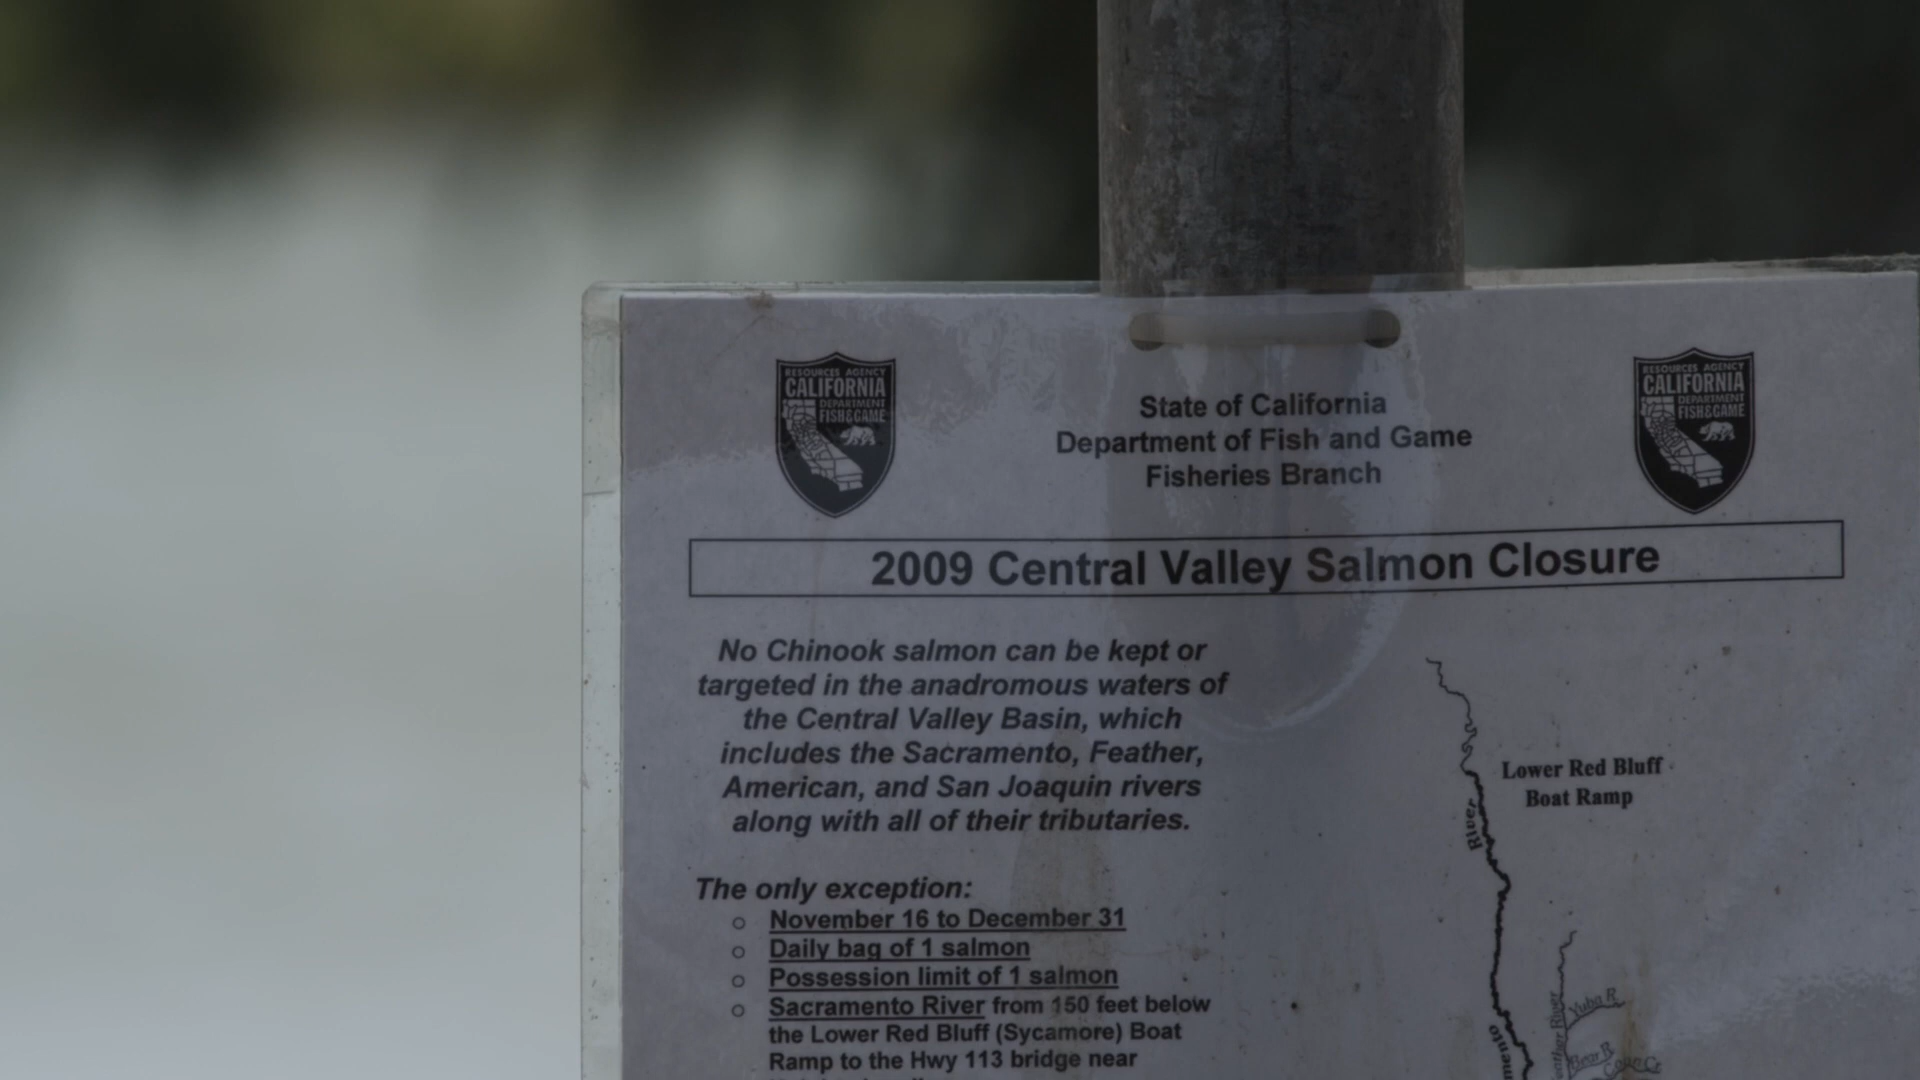 RESOURCES AGENCY
CALIFORNIA
DEPARTMENT
FISH&GAME
State of California
Department of Fish and Game
Fisheries Branch
RESOURCES AGENCY
CALIFORNIA
DEPARTMENT
FISH&GAME
2009 Central Valley Salmon Closure
No Chinook salmon can be kept or
targeted in the anadromous waters of
the Central Valley Basin, which
includes the Sacramento, Feather,
American, and San Joaquin rivers
along with all of their tributaries.
The only exception:
○ November 16 to December 31
○ Daily bag of 1 salmon
○ Possession limit of 1 salmon
○ Sacramento River from 150 feet below
the Lower Red Bluff (Sycamore) Boat
Ramp to the Hwy 113 bridge near
Lower Red Bluff
Boat Ramp
River
Yuba R
River
Bear R